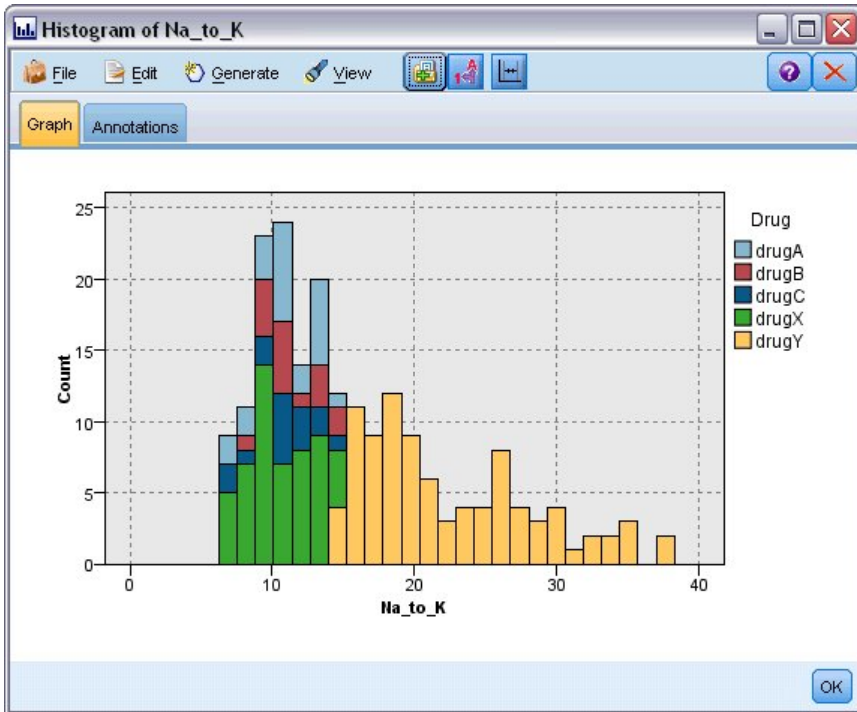 Histogram of Na_to_K
File Edit Generate View
Graph Annotations
25
20
15
10
5
0
Count
0 10 20 30 40
Na_to_K
Drug
drugA
drugB
drugC
drugX
drugY
OK